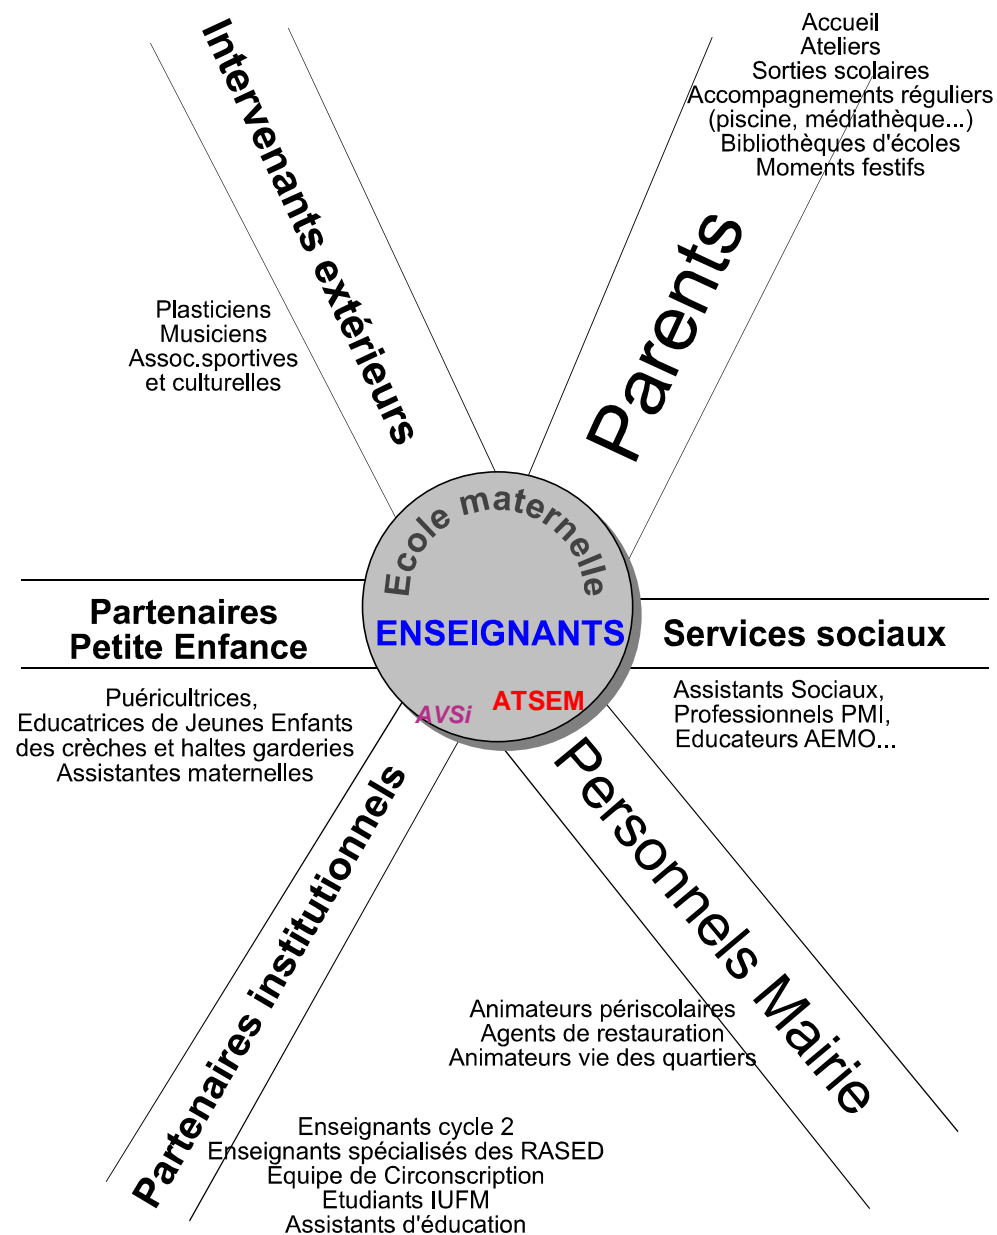 Intervenants extérieurs
Plasticiens
Musiciens
Assoc.sportives
et culturelles
Accueil
Ateliers
Sorties scolaires
Accompagnements réguliers
(piscine, médiathèque...)
Bibliothèques d'écoles
Moments festifs
Parents
Ecole maternelle
ENSEIGNANTS
AVSi
ATSEM
Partenaires
Petite Enfance
Puéricultrices,
Educatrices de Jeunes Enfants
des crèches et haltes garderies
Assistantes maternelles
Services sociaux
Assistants Sociaux,
Professionnels PMI,
Educateurs AEMO...
Partenaires institutionnels
Enseignants cycle 2
Enseignants spécialisés des RASED
Equipe de Circonscription
Etudiants IUFM
Assistants d'éducation
Personnels Mairie
Animateurs périscolaires
Agents de restauration
Animateurs vie des quartiers